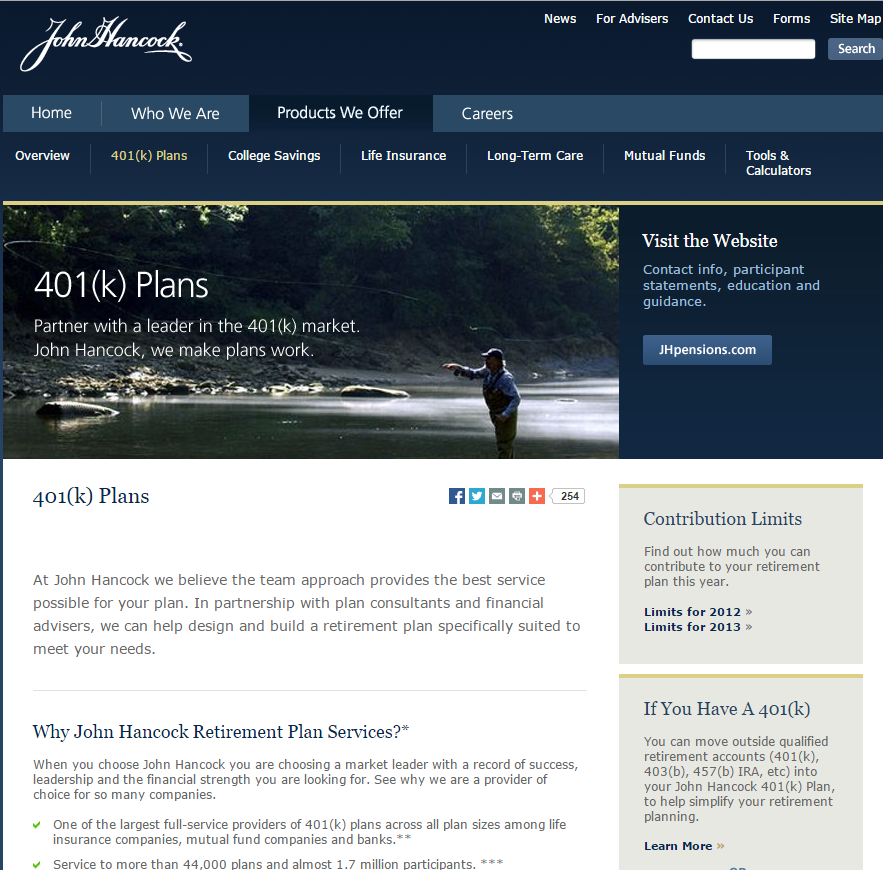 John Hancock.
News For Advisers Contact Us Forms Site Map
Search
Home Who We Are Products We Offer Careers
Overview 401(k) Plans College Savings Life Insurance Long-Term Care Mutual Funds Tools &
Calculators
401(k) Plans
Partner with a leader in the 401(k) market.
John Hancock, we make plans work.
Visit the Website
Contact info, participant
statements, education and
guidance.
JHpensions.com
401(k) Plans
254
At John Hancock we believe the team approach provides the best service
possible for your plan. In partnership with plan consultants and financial
advisers, we can help design and build a retirement plan specifically suited to
meet your needs.
Why John Hancock Retirement Plan Services?*
When you choose John Hancock you are choosing a market leader with a record of success,
leadership and the financial strength you are looking for. See why we are a provider of
choice for so many companies.
One of the largest full-service providers of 401(k) plans across all plan sizes among life
insurance companies, mutual fund companies and banks.**
Service to more than 44,000 plans and almost 1.7 million participants. ***
Contribution Limits
Find out how much you can
contribute to your retirement
plan this year.
Limits for 2012 »
Limits for 2013 »
If You Have A 401(k)
You can move outside qualified
retirement accounts (401(k),
403(b), 457(b) IRA, etc) into
your John Hancock 401(k) Plan,
to help simplify your retirement
planning.
Learn More »